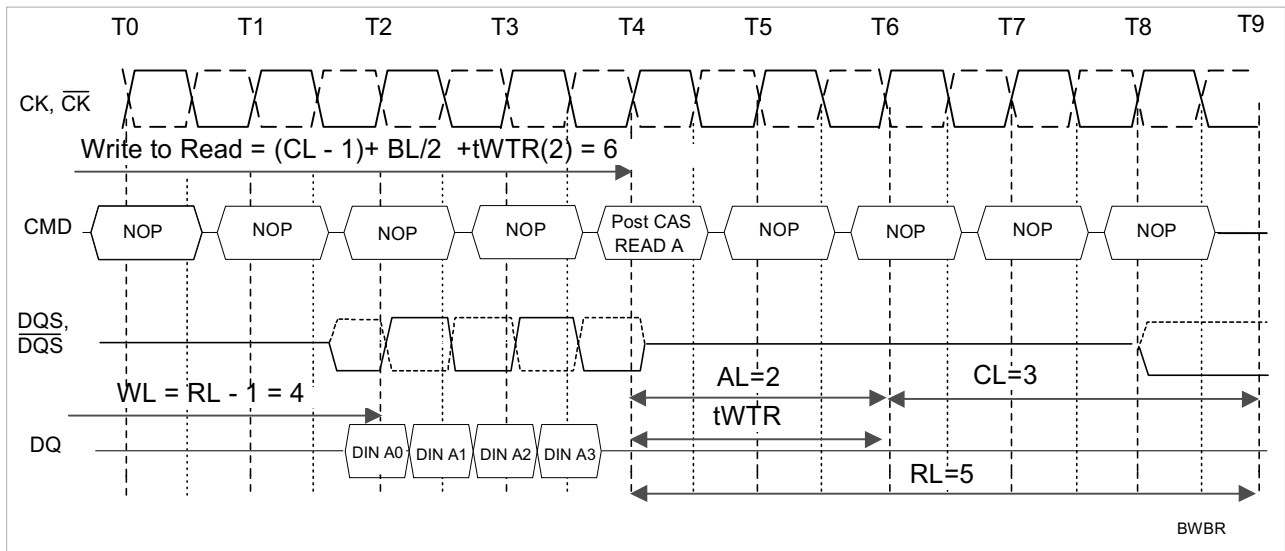 T0 T1 T2 T3 T4 T5 T6 T7 T8 T9
CK, CK
Write to Read = (CL - 1)+ BL/2 +tWTR(2) = 6
CMD NOP NOP NOP NOP Post CAS READ A NOP NOP NOP NOP
DQS,
DQS
AL=2 CL=3
WL = RL - 1 = 4
tWTR
DQ DIN A0 DIN A1 DIN A2 DIN A3
RL=5
BWBR